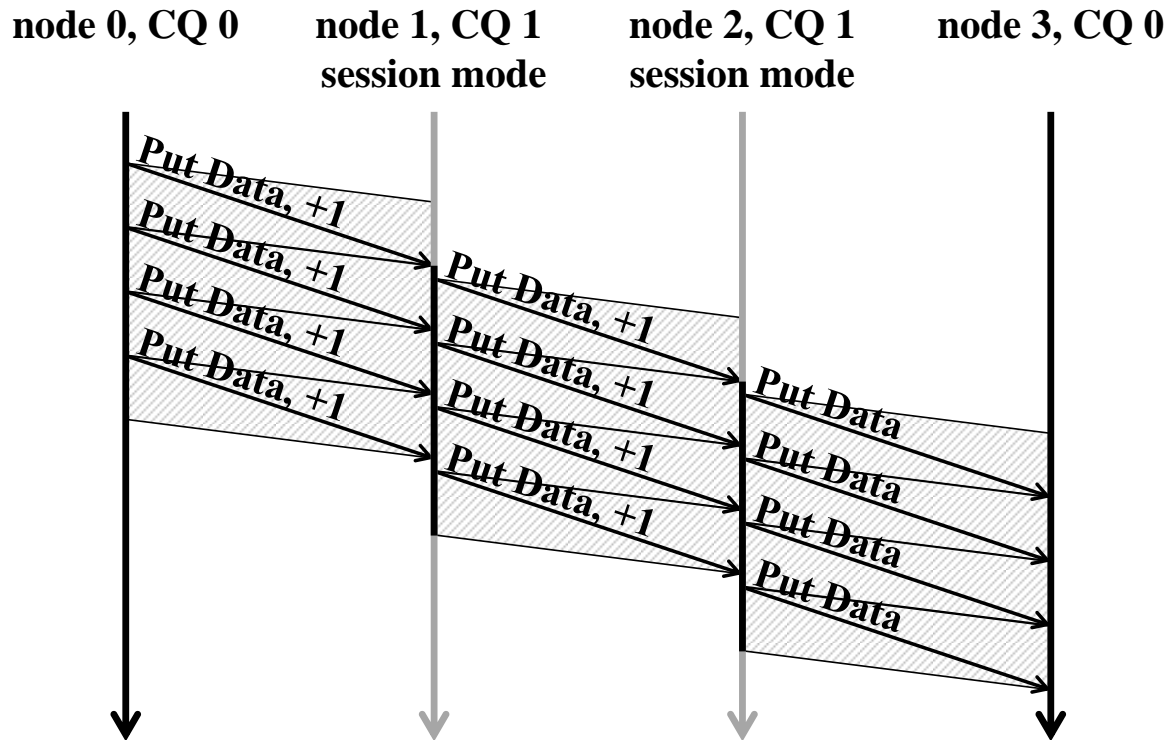 node 0, CQ 0
node 1, CQ 1
session mode
node 2, CQ 1
session mode
node 3, CQ 0
Put Data, +1
Put Data, +1
Put Data, +1
Put Data, +1
Put Data, +1
Put Data, +1
Put Data, +1
Put Data, +1
Put Data
Put Data
Put Data
Put Data